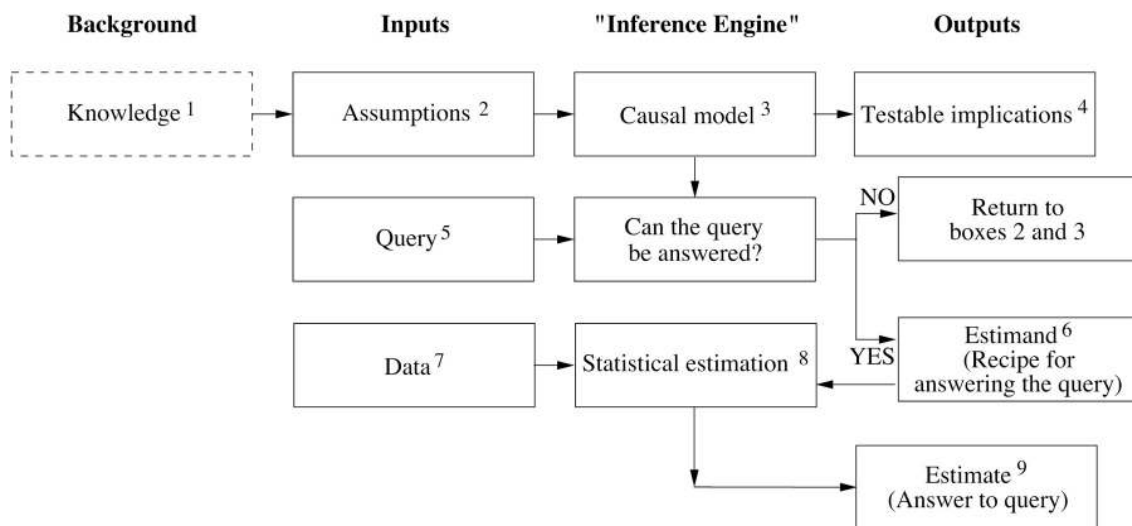 Background Inputs "Inference Engine" Outputs
Knowledge 1 Assumptions 2 Causal model 3 Testable implications 4
Query 5
Can the query
be answered?
NO
Return to
boxes 2 and 3
Data 7
Statistical estimation 8
YES
Estimand 6
(Recipe for
answering the query)
Estimate 9
(Answer to query)